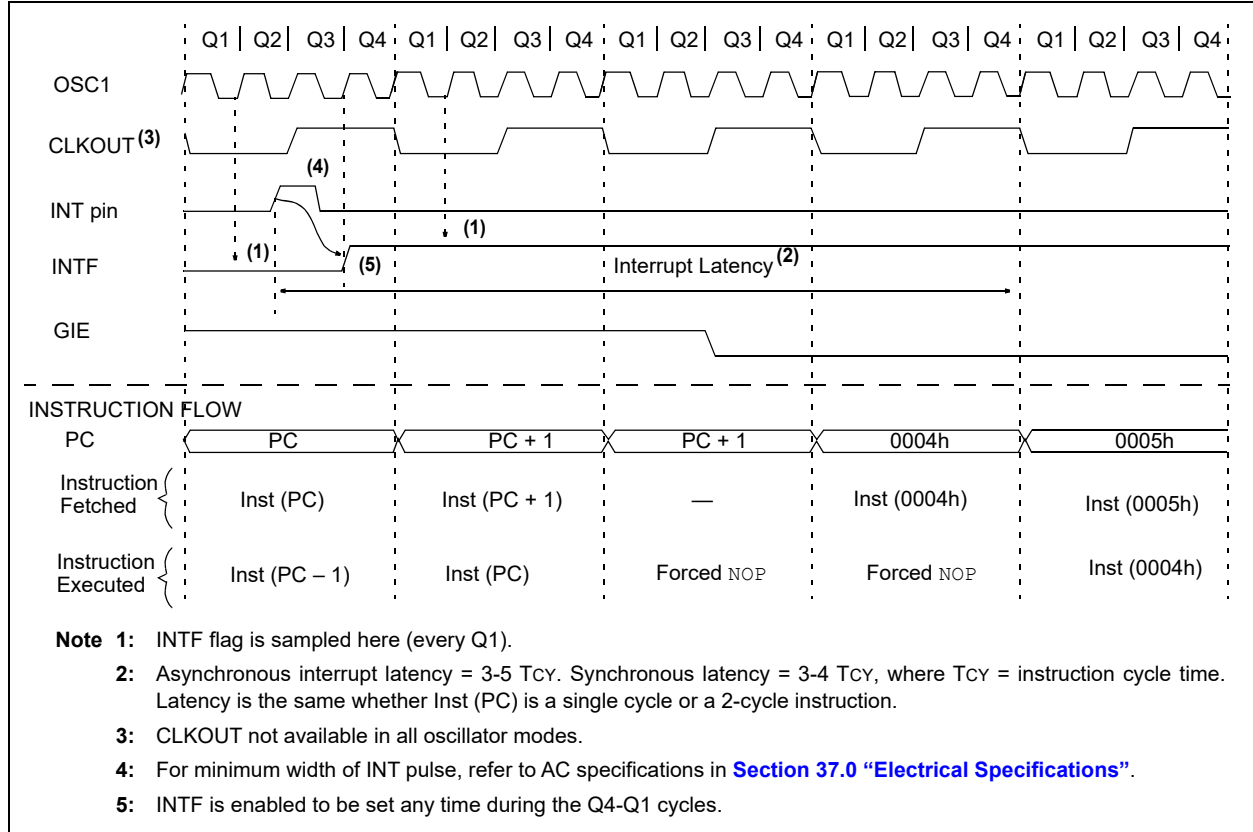 Q1 | Q2 | Q3 | Q4 Q1 | Q2 | Q3 | Q4 Q1 | Q2 | Q3 | Q4 Q1 | Q2 | Q3 | Q4 Q1 | Q2 | Q3 | Q4
OSC1
CLKOUT (3)
(4)
INT pin
(1)
(1)
INTF
(5)
Interrupt Latency (2)
GIE
INSTRUCTION FLOW
PC PC PC + 1 PC + 1 0004h 0005h
Instruction
Fetched
Inst (PC) Inst (PC + 1) — Inst (0004h) Inst (0005h)
Instruction
Executed
Inst (PC – 1) Inst (PC) Forced NOP Forced NOP Inst (0004h)
Note 1: INTF flag is sampled here (every Q1).
2: Asynchronous interrupt latency = 3-5 TCY. Synchronous latency = 3-4 TCY, where TCY = instruction cycle time.
Latency is the same whether Inst (PC) is a single cycle or a 2-cycle instruction.
3: CLKOUT not available in all oscillator modes.
4: For minimum width of INT pulse, refer to AC specifications in Section 37.0 “Electrical Specifications”.
5: INTF is enabled to be set any time during the Q4-Q1 cycles.